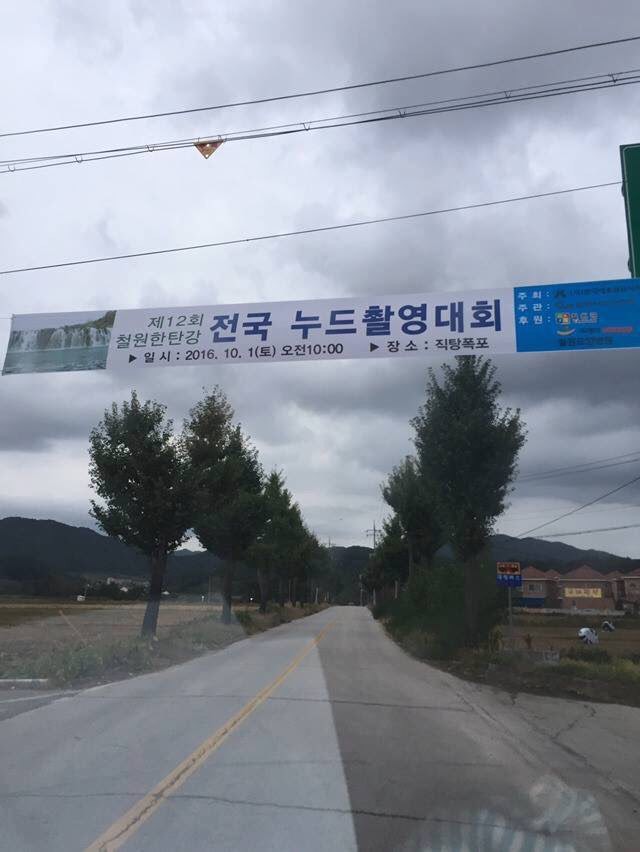 제12회
철원한탄강
전국 누드촬영대회
▶ 일시 : 2016. 10. 1(토) 오전10:00
▶ 장소 : 직탕폭포
주최 :
주관 :
후원 :